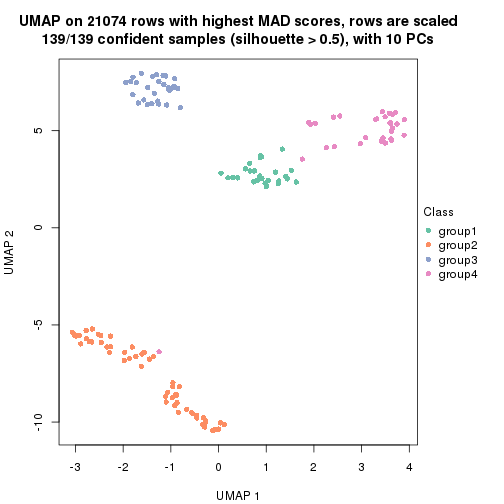 UMAP on 21074 rows with highest MAD scores, rows are scaled
139/139 confident samples (silhouette > 0.5), with 10 PCs
5
0
-5
-10
UMAP 2
-3
-2
-1
0
1
2
3
4
UMAP 1
Class
group1
group2
group3
group4